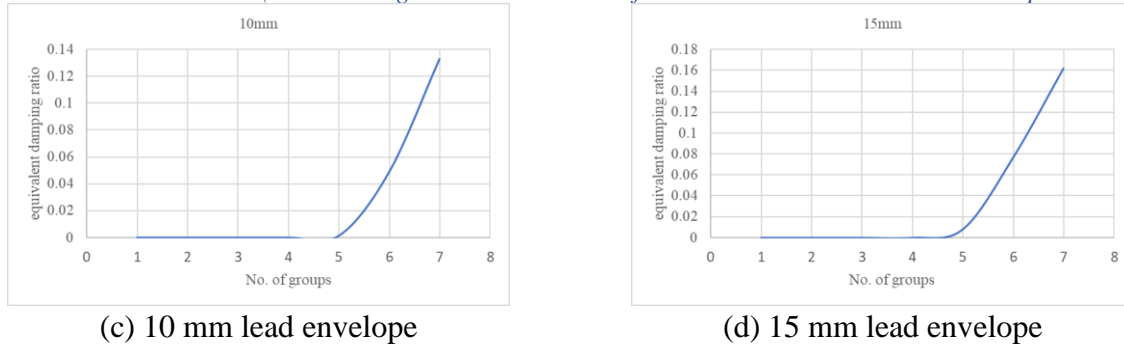 10mm
0.14
0.12
0.1
0.08
0.06
0.04
0.02
0
equivalent damping ratio
0 1 2 3 4 5 6 7 8
No. of groups
(c) 10 mm lead envelope
15mm
0.18
0.16
0.14
0.12
0.1
0.08
0.06
0.04
0.02
0
equivalent damping ratio
0 1 2 3 4 5 6 7 8
No. of groups
(d) 15 mm lead envelope